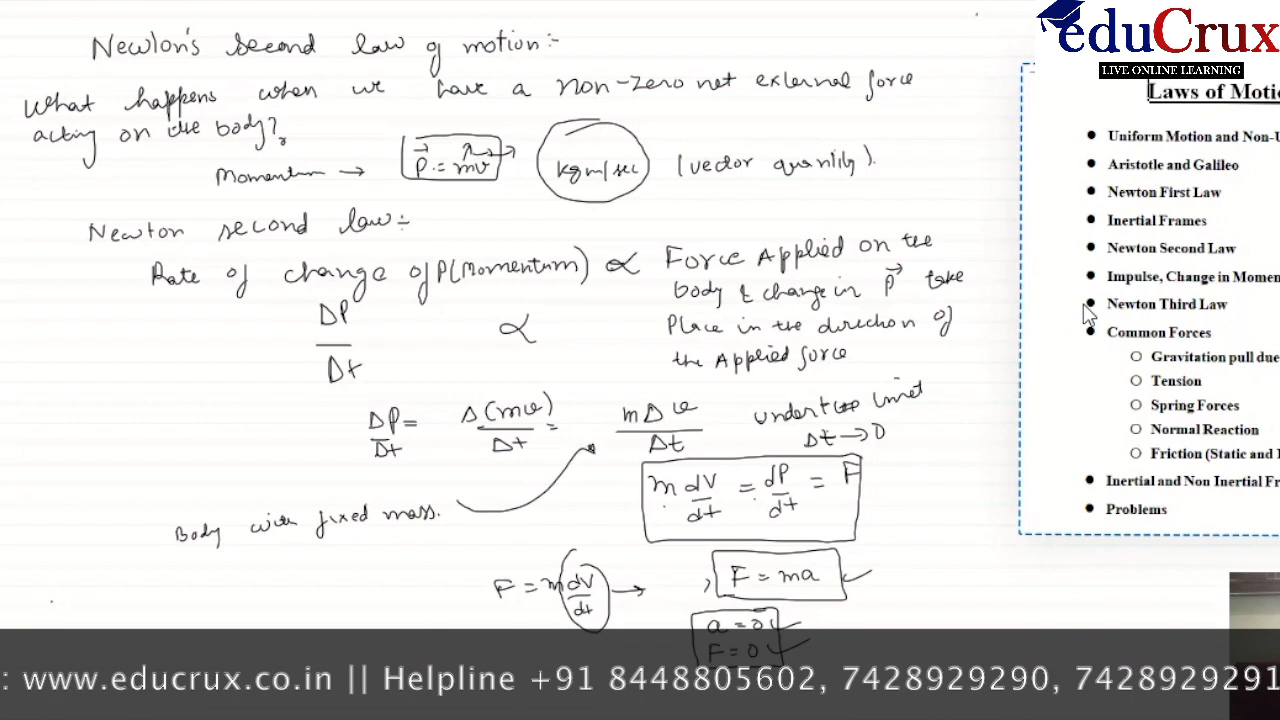 Newton's second law of motion:-
What happens when we have a non-zero net external force
acting on the body?
Momentum → P⃗ = mv⃗ kgm/sec (vector quantity).
Newton second law:-
Rate of change of P(Momentum) ∝ Force Applied on the
body & change in P⃗ take
Place in the direction of
the Applied force
ΔP/Δt ∝
ΔP/Δt = Δ(mv)/Δt = mΔv/Δt under the limit
Δt → 0
m dV/dt = dP/dt = F
Body with fixed mass.
F = m dV/dt → , F = ma
a = 0
F = 0
eduCrux
LIVE ONLINE LEARNING
Laws of Motio
● Uniform Motion and Non-U
● Aristotle and Galileo
● Newton First Law
● Inertial Frames
● Newton Second Law
● Impulse, Change in Momen
● Newton Third Law
● Common Forces
○ Gravitation pull due
○ Tension
○ Spring Forces
○ Normal Reaction
○ Friction (Static and
● Inertial and Non Inertial Fr
● Problems
: www.educrux.co.in || Helpline +91 8448805602, 7428929290, 7428929291